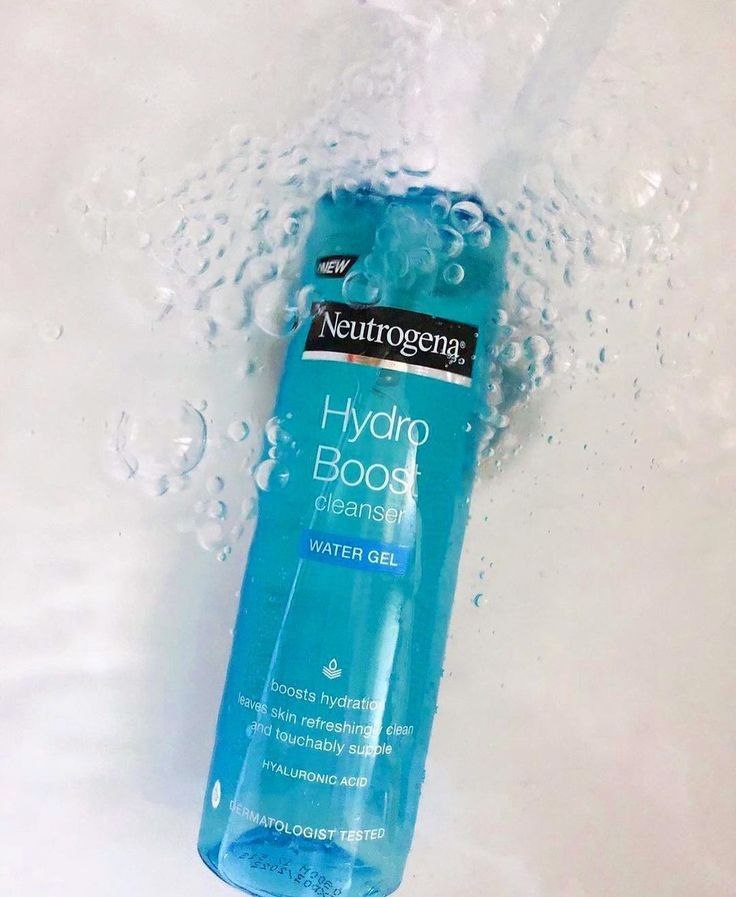 NEW
Neutrogena®
Hydro
Boost
cleanser
WATER GEL
boosts hydration
leaves skin refreshingly clean
and touchably supple
HYALURONIC ACID
DERMATOLOGIST TESTED